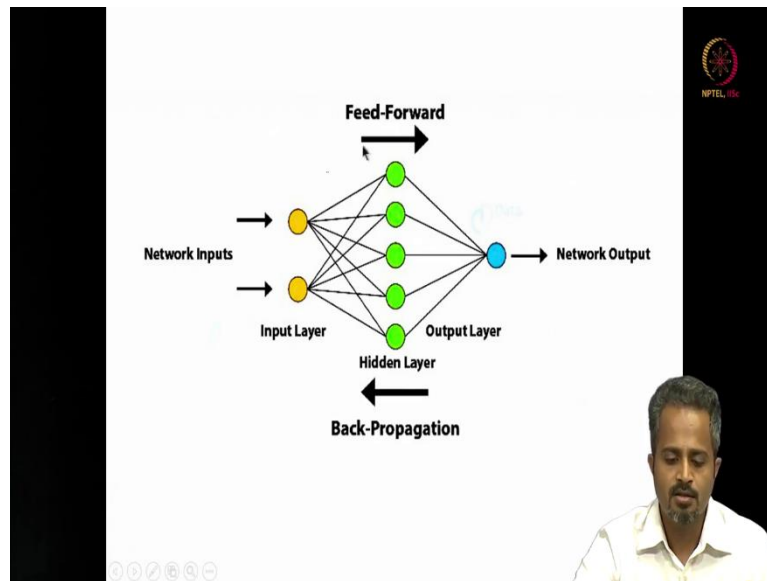 NPTEL, IISc
Feed-Forward
Network Inputs
Network Output
Input Layer
Output Layer
Hidden Layer
Back-Propagation